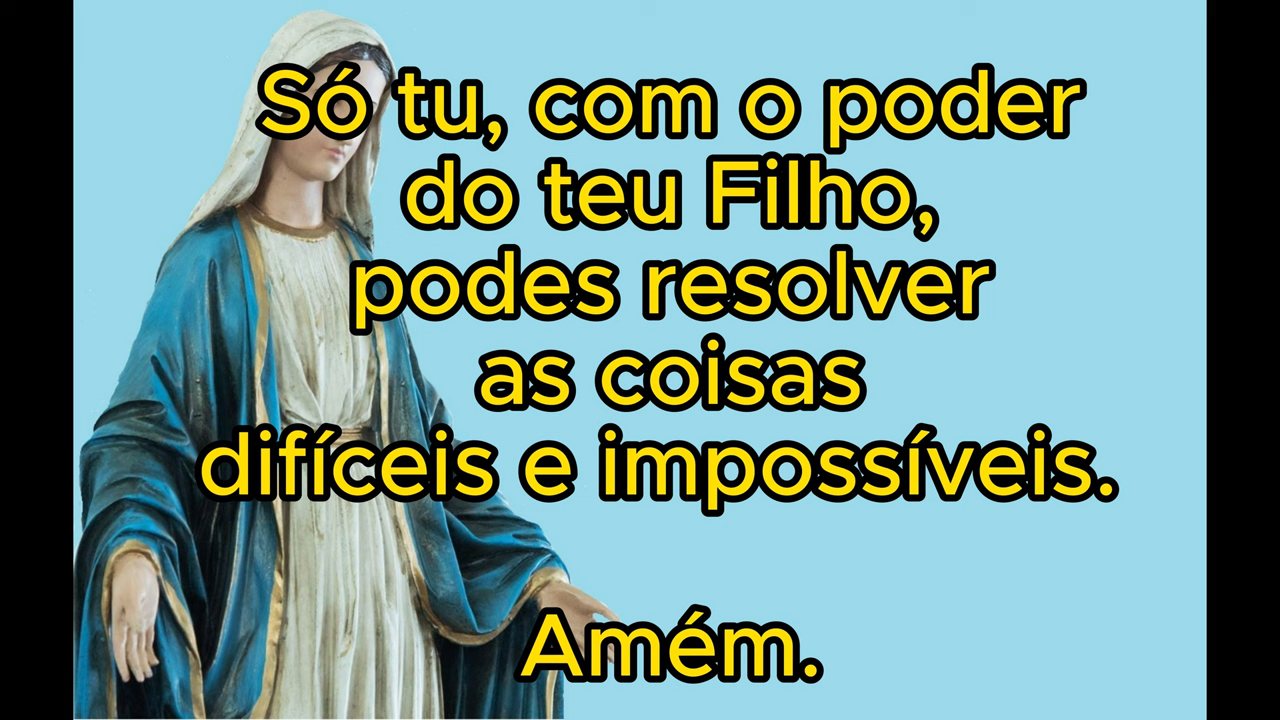 Só tu, com o poder
do teu Filho,
podes resolver
as coisas
difíceis e impossíveis.
Amém.